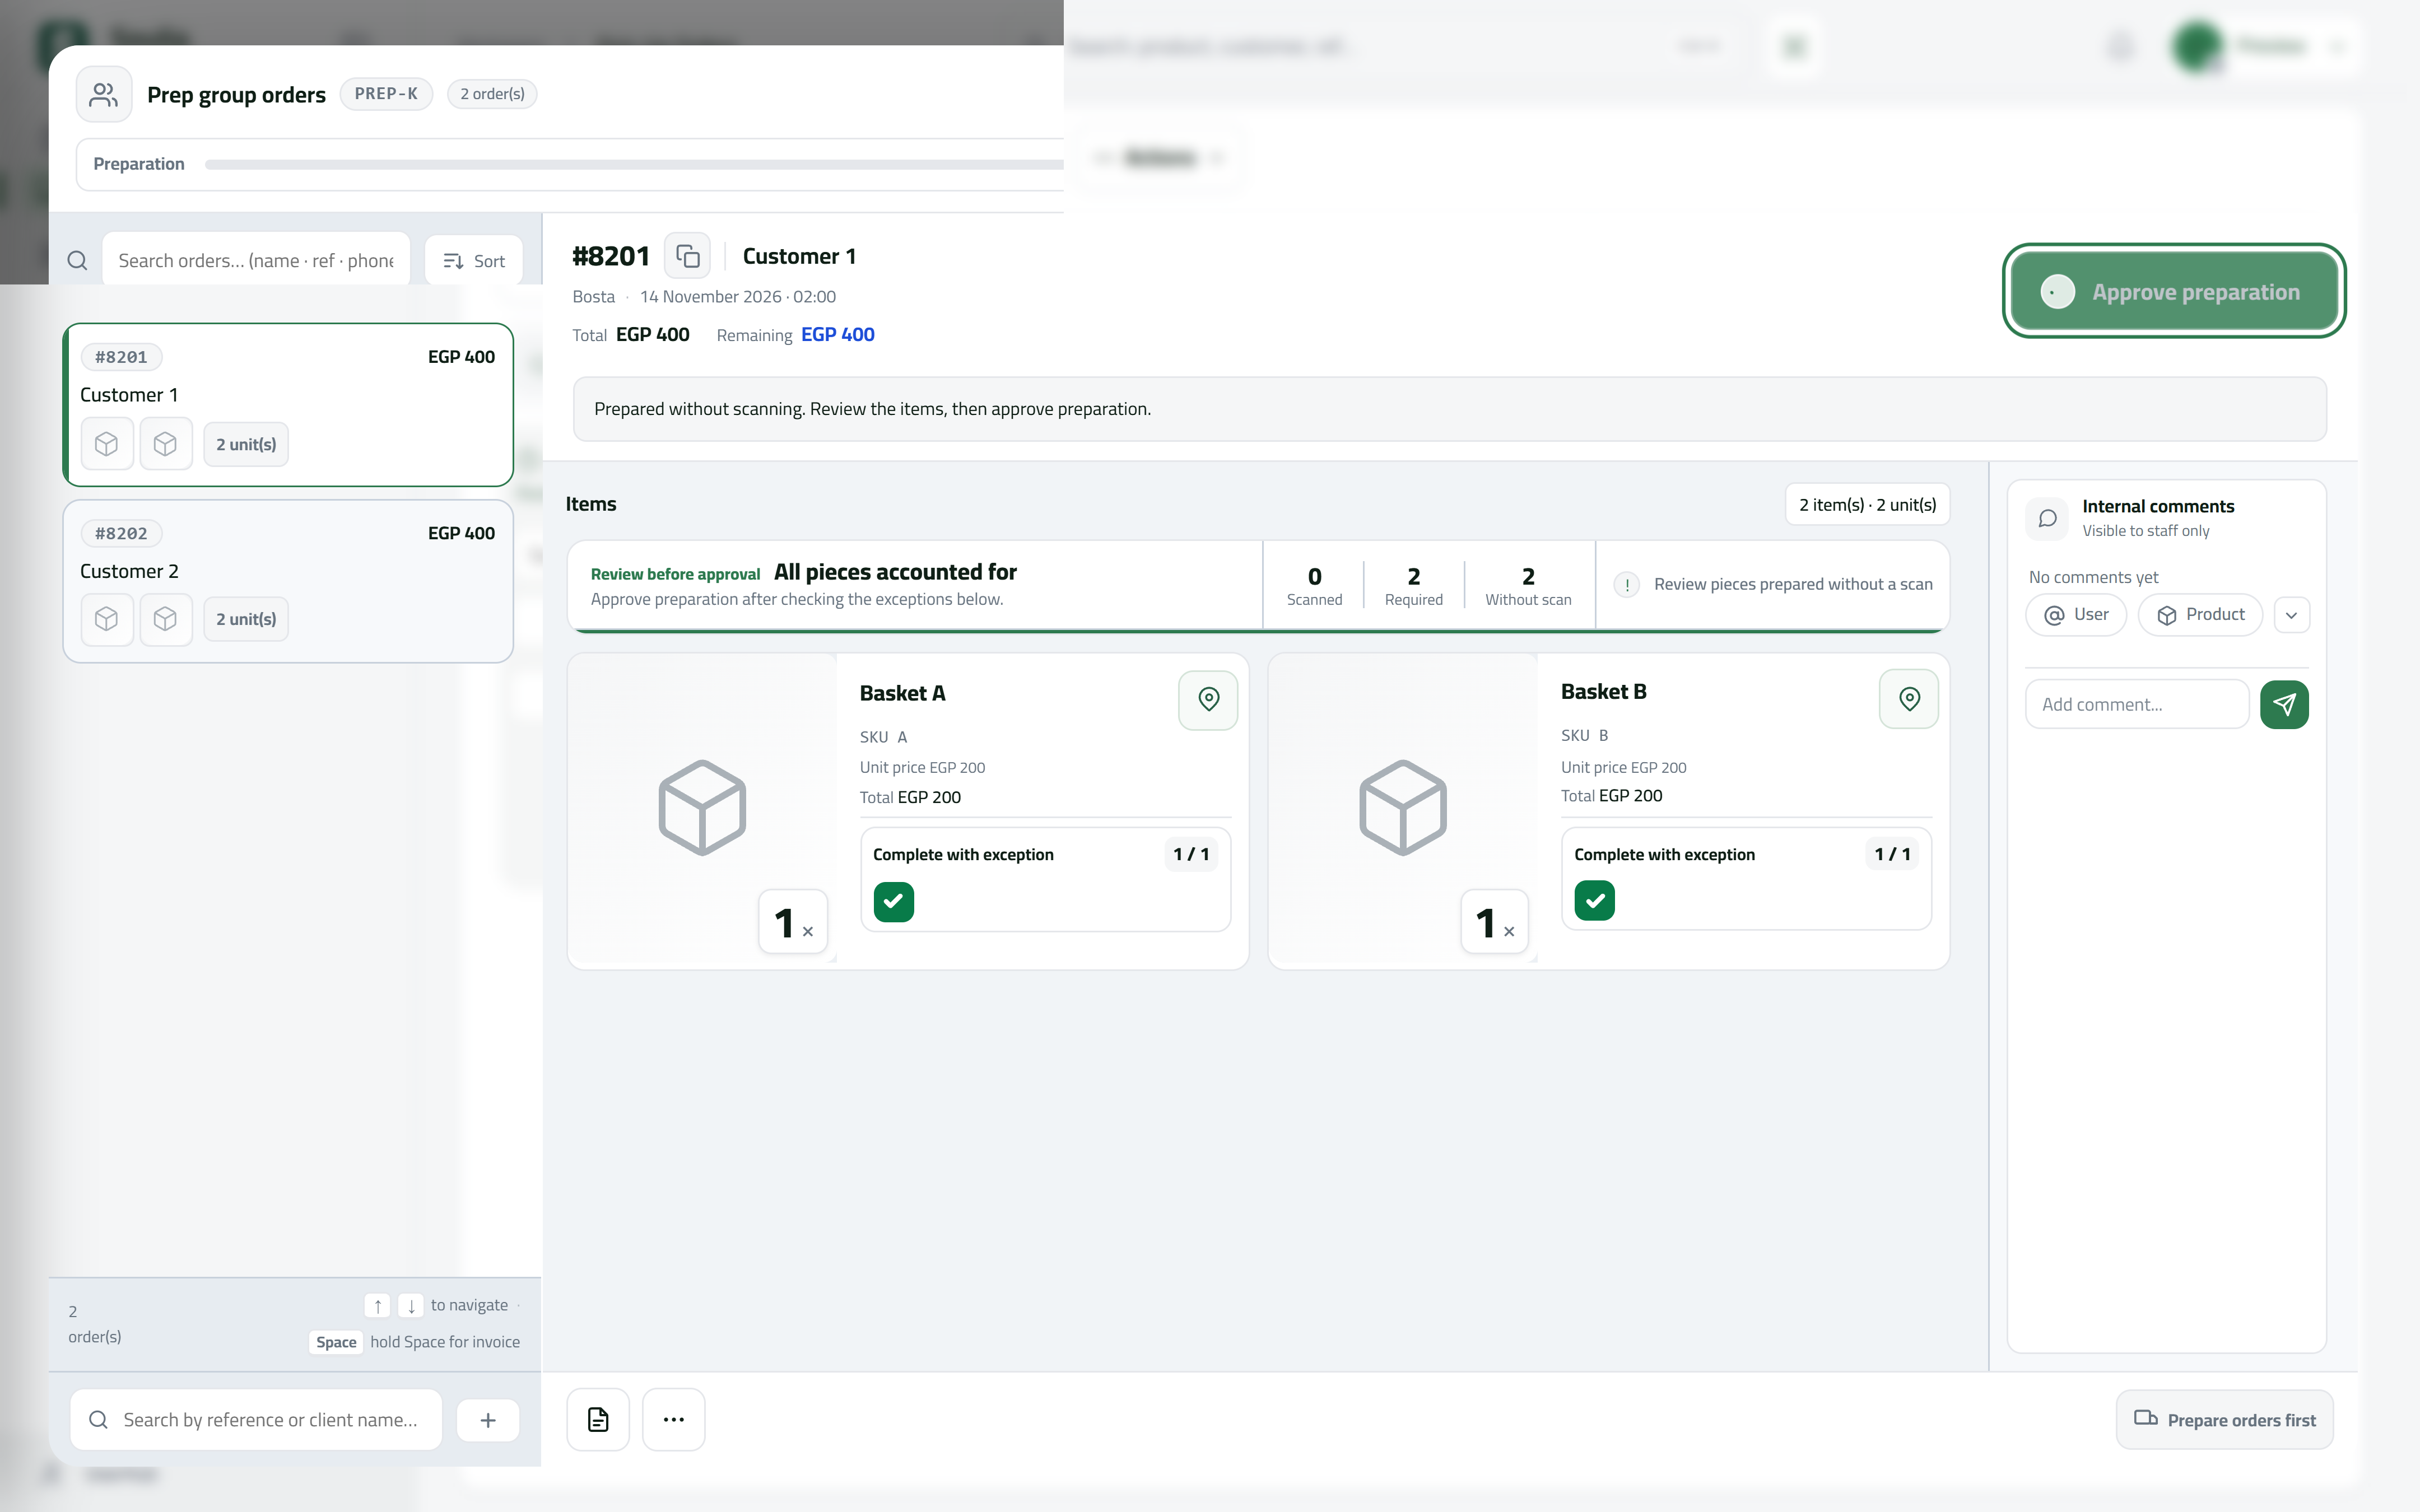 Prep group orders PREP-K 2 order(s)
Preparation
Search orders... (name · ref · phone
Sort
#8201 EGP 400
Customer 1
2 unit(s)
#8202 EGP 400
Customer 2
2 unit(s)
2
order(s)
↑ ↓ to navigate ·
Space hold Space for invoice
Search by reference or client name...
+
Search product, customer, ref...
Actions
#8201 Customer 1
Bosta · 14 November 2026 · 02:00
Total EGP 400 Remaining EGP 400
Approve preparation
Prepared without scanning. Review the items, then approve preparation.
Items
2 item(s) · 2 unit(s)
Review before approval All pieces accounted for
Approve preparation after checking the exceptions below.
0
Scanned
2
Required
2
Without scan
! Review pieces prepared without a scan
Basket A
SKU A
Unit price EGP 200
Total EGP 200
Complete with exception 1 / 1
1 ×
Basket B
SKU B
Unit price EGP 200
Total EGP 200
Complete with exception 1 / 1
1 ×
Internal comments
Visible to staff only
No comments yet
User
Product
Add comment...
Prepare orders first